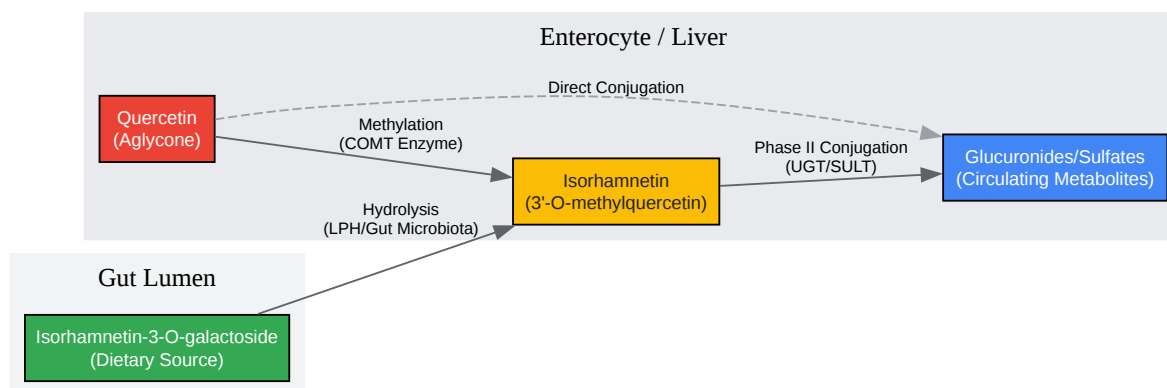 Enterocyte / Liver
Direct Conjugation
Quercetin
(Aglycone)
Methylation
(COMT Enzyme)
Phase II Conjugation
(UGT/SULT)
Glucuronides/Sulfates
(Circulating Metabolites)
Isorhamnetin
(3'-O-methylquercetin)
Hydrolysis
(LPH/Gut Microbiota)
Gut Lumen
Isorhamnetin-3-O-galactoside
(Dietary Source)